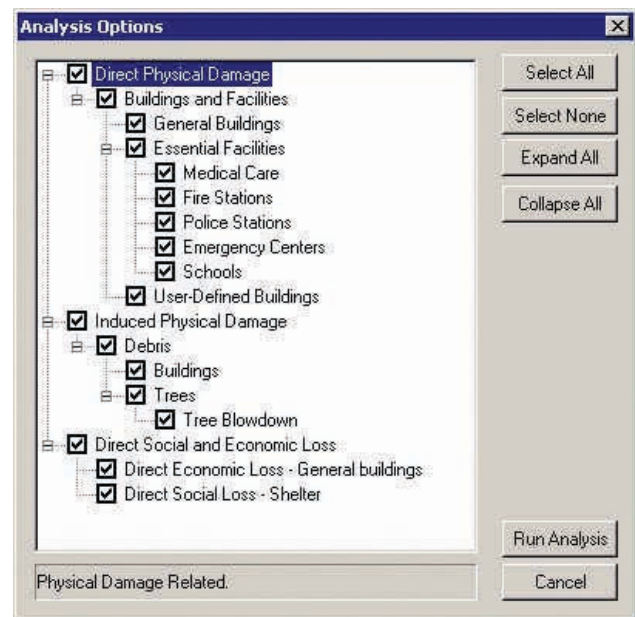 Analysis Options
Direct Physical Damage
Buildings and Facilities
General Buildings
Essential Facilities
Medical Care
Fire Stations
Police Stations
Emergency Centers
Schools
User-Defined Buildings
Induced Physical Damage
Debris
Buildings
Trees
Tree Blowdown
Direct Social and Economic Loss
Direct Economic Loss - General buildings
Direct Social Loss - Shelter
Select All
Select None
Expand All
Collapse All
Run Analysis
Physical Damage Related.
Cancel